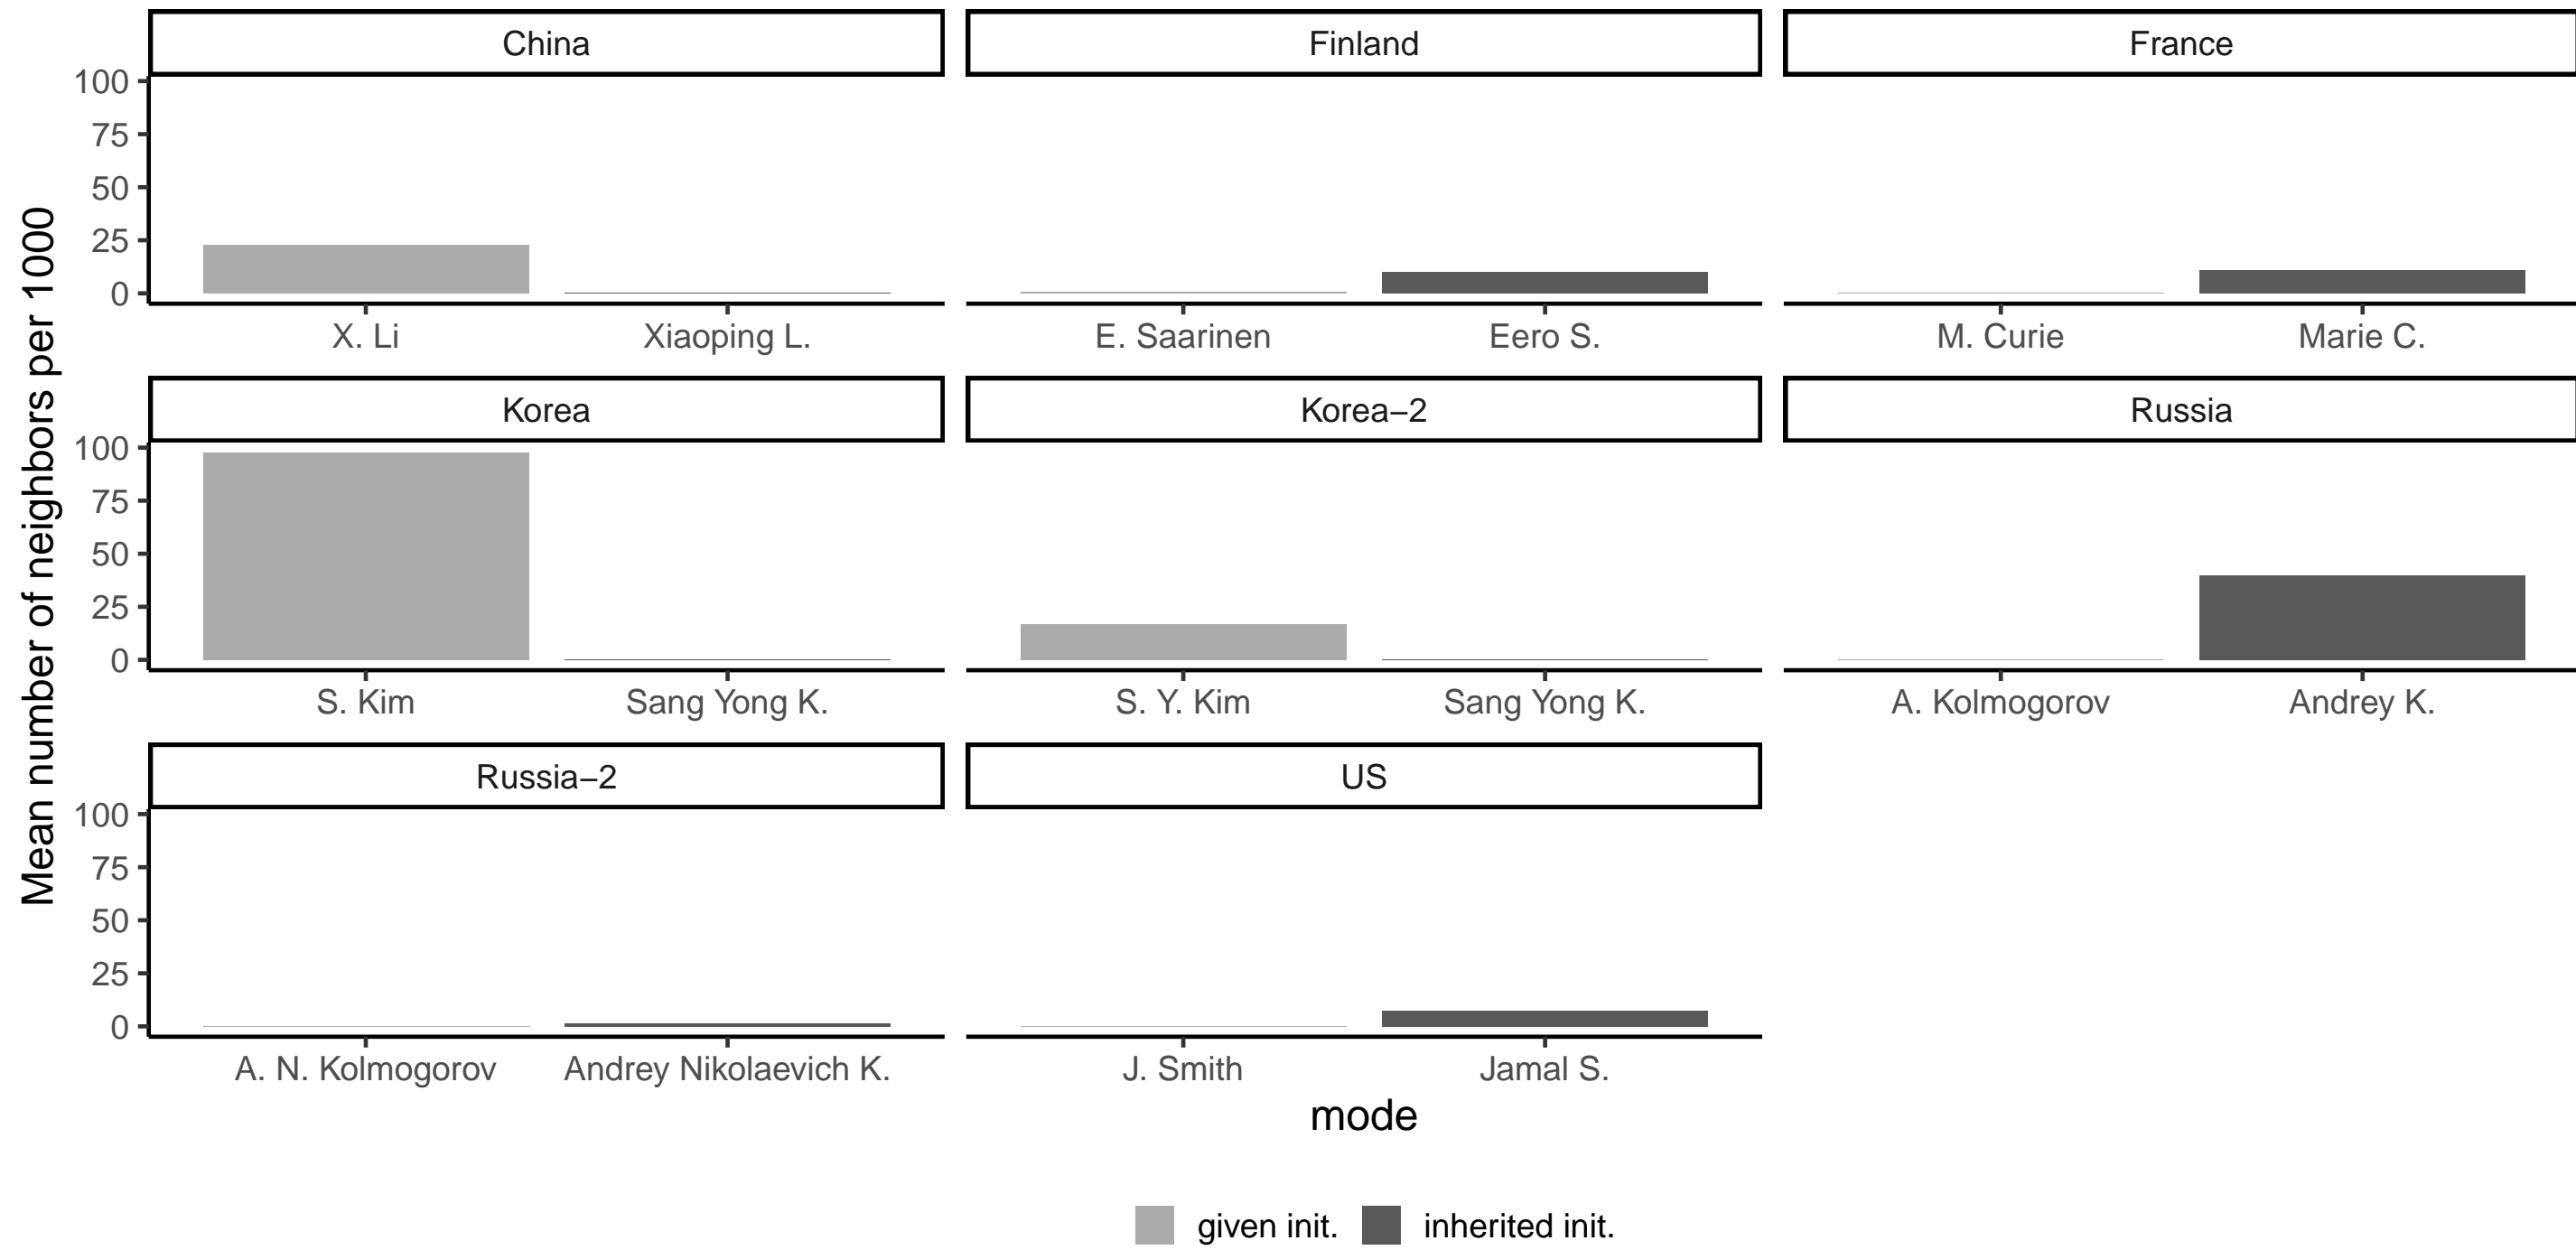 China
Finland
France
100
75
50
25
0
X. Li
Xiaoping L.
E. Saarinen
Eero S.
M. Curie
Marie C.
Mean number of neighbors per 1000
Korea
Korea−2
Russia
100
75
50
25
0
S. Kim
Sang Yong K.
S. Y. Kim
Sang Yong K.
A. Kolmogorov
Andrey K.
Russia−2
US
100
75
50
25
0
A. N. Kolmogorov
Andrey Nikolaevich K.
J. Smith
Jamal S.
mode
given init.
inherited init.